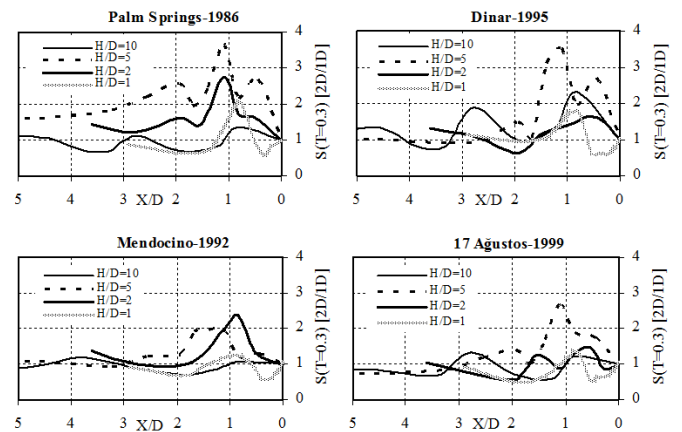 Palm Springs-1986
H/D=10
H/D=5
H/D=2
H/D=1
4
3
2
1
0
S(T=0.3) [2D/1D]
5 4 3 2 1 0
X/D
Dinar-1995
H/D=10
H/D=5
H/D=2
H/D=1
4
3
2
1
0
S(T=0.3) [2D/1D]
5 4 3 2 1 0
X/D
Mendocino-1992
H/D=10
H/D=5
H/D=2
H/D=1
4
3
2
1
0
S(T=0.3) [2D/1D]
5 4 3 2 1 0
X/D
17 Ağustos-1999
H/D=10
H/D=5
H/D=2
H/D=1
4
3
2
1
0
S(T=0.3) [2D/1D]
5 4 3 2 1 0
X/D